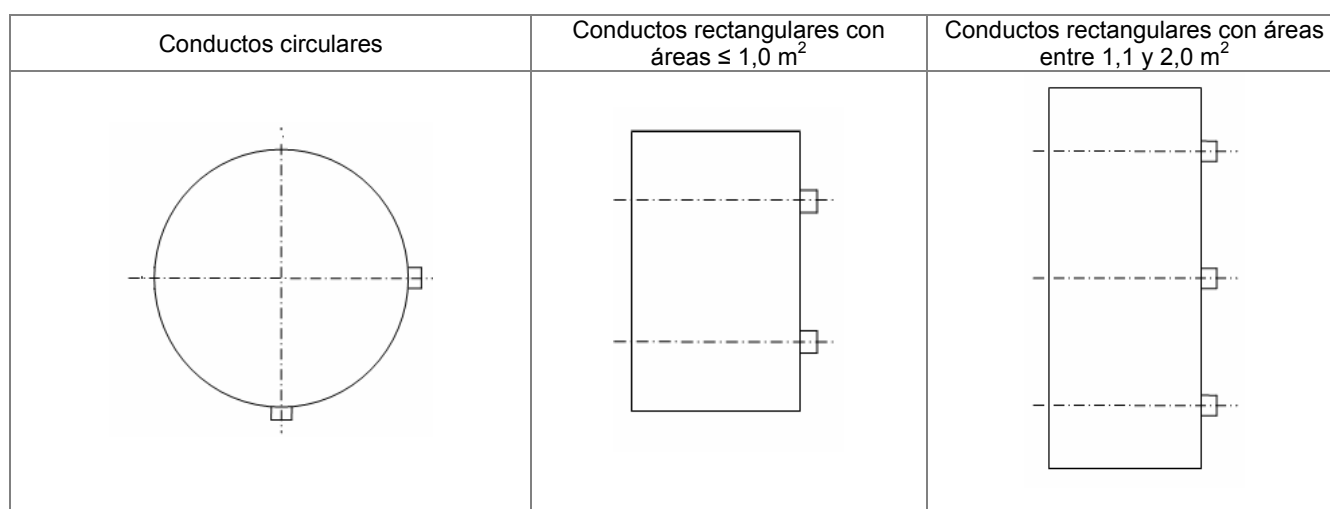 Conductos circulares
Conductos rectangulares con
áreas ≤ 1,0 m²
Conductos rectangulares con áreas
entre 1,1 y 2,0 m²